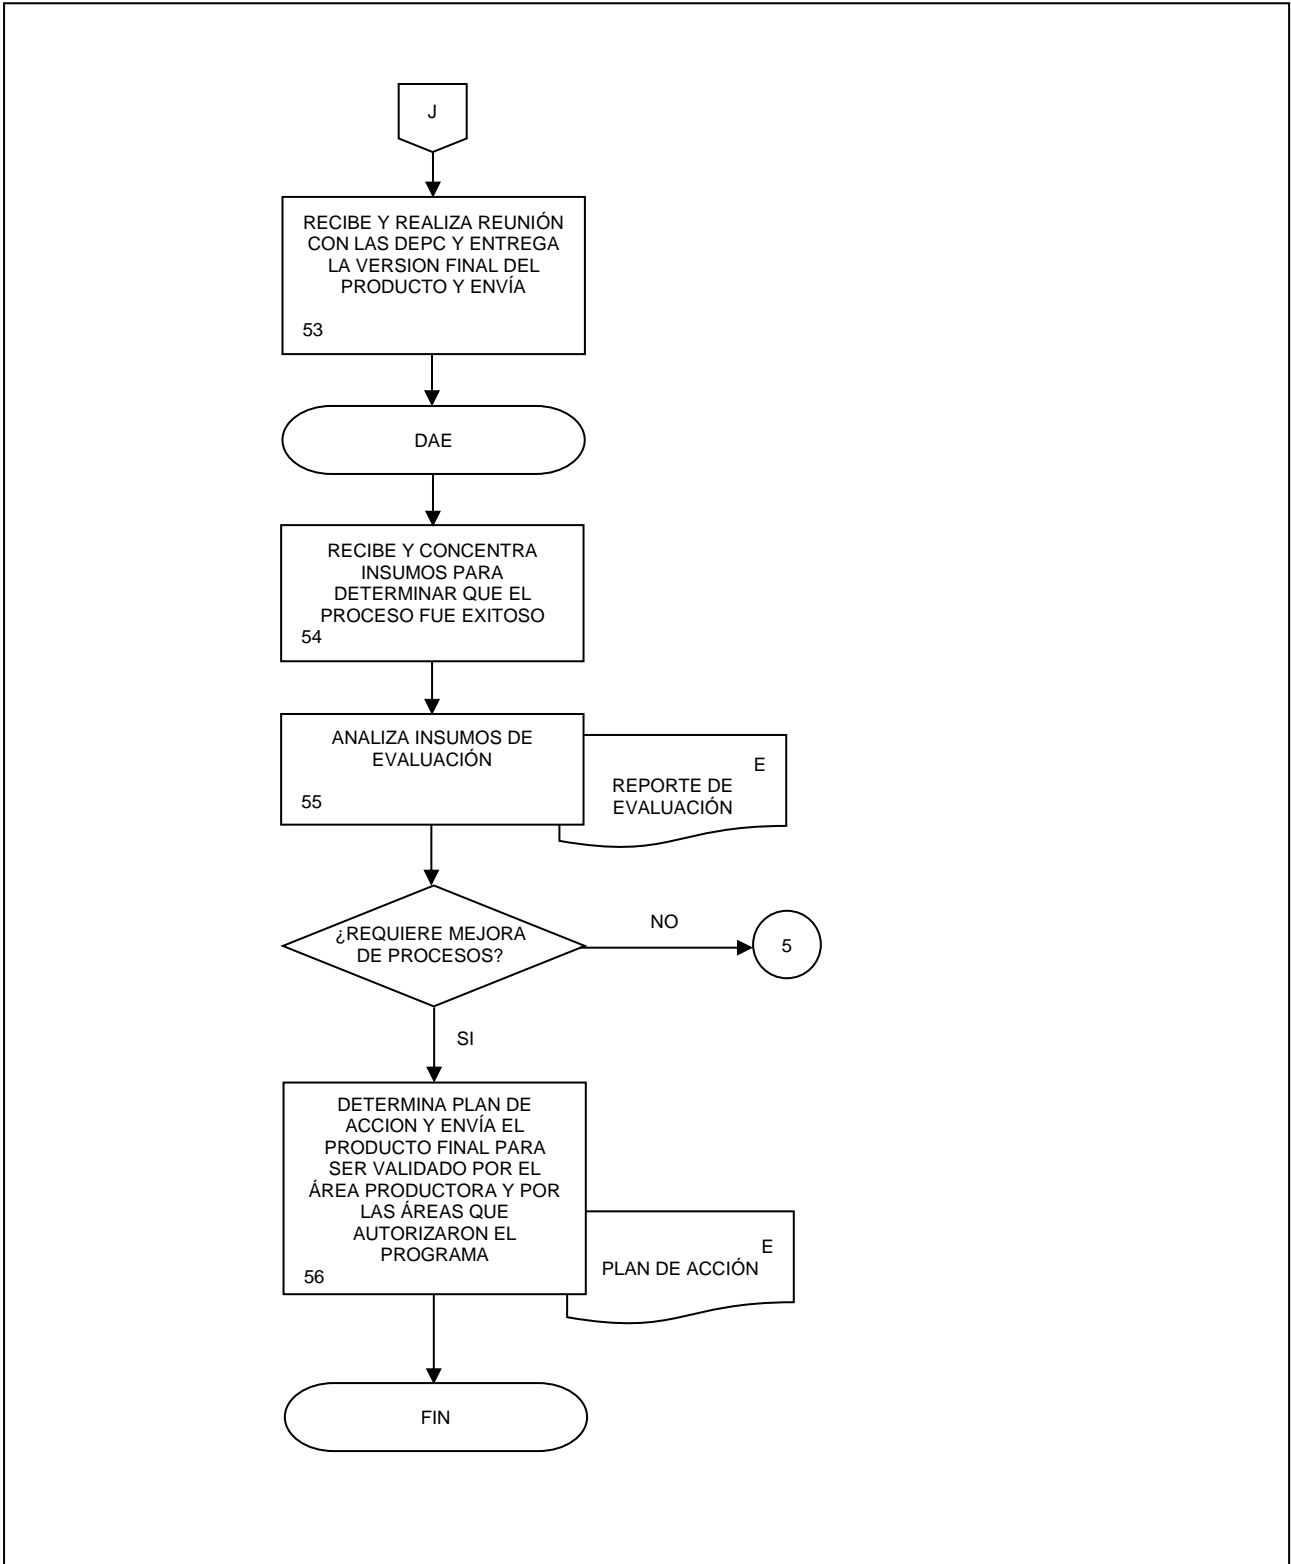 J
RECIBE Y REALIZA REUNIÓN
CON LAS DEPC Y ENTREGA
LA VERSION FINAL DEL
PRODUCTO Y ENVÍA
53
DAE
RECIBE Y CONCENTRA
INSUMOS PARA
DETERMINAR QUE EL
PROCESO FUE EXITOSO
54
ANALIZA INSUMOS DE
EVALUACIÓN
55
E
REPORTE DE
EVALUACIÓN
¿REQUIERE MEJORA
DE PROCESOS?
NO
5
SI
DETERMINA PLAN DE
ACCION Y ENVÍA EL
PRODUCTO FINAL PARA
SER VALIDADO POR EL
ÁREA PRODUCTORA Y POR
LAS ÁREAS QUE
AUTORIZARON EL
PROGRAMA
56
E
PLAN DE ACCIÓN
FIN